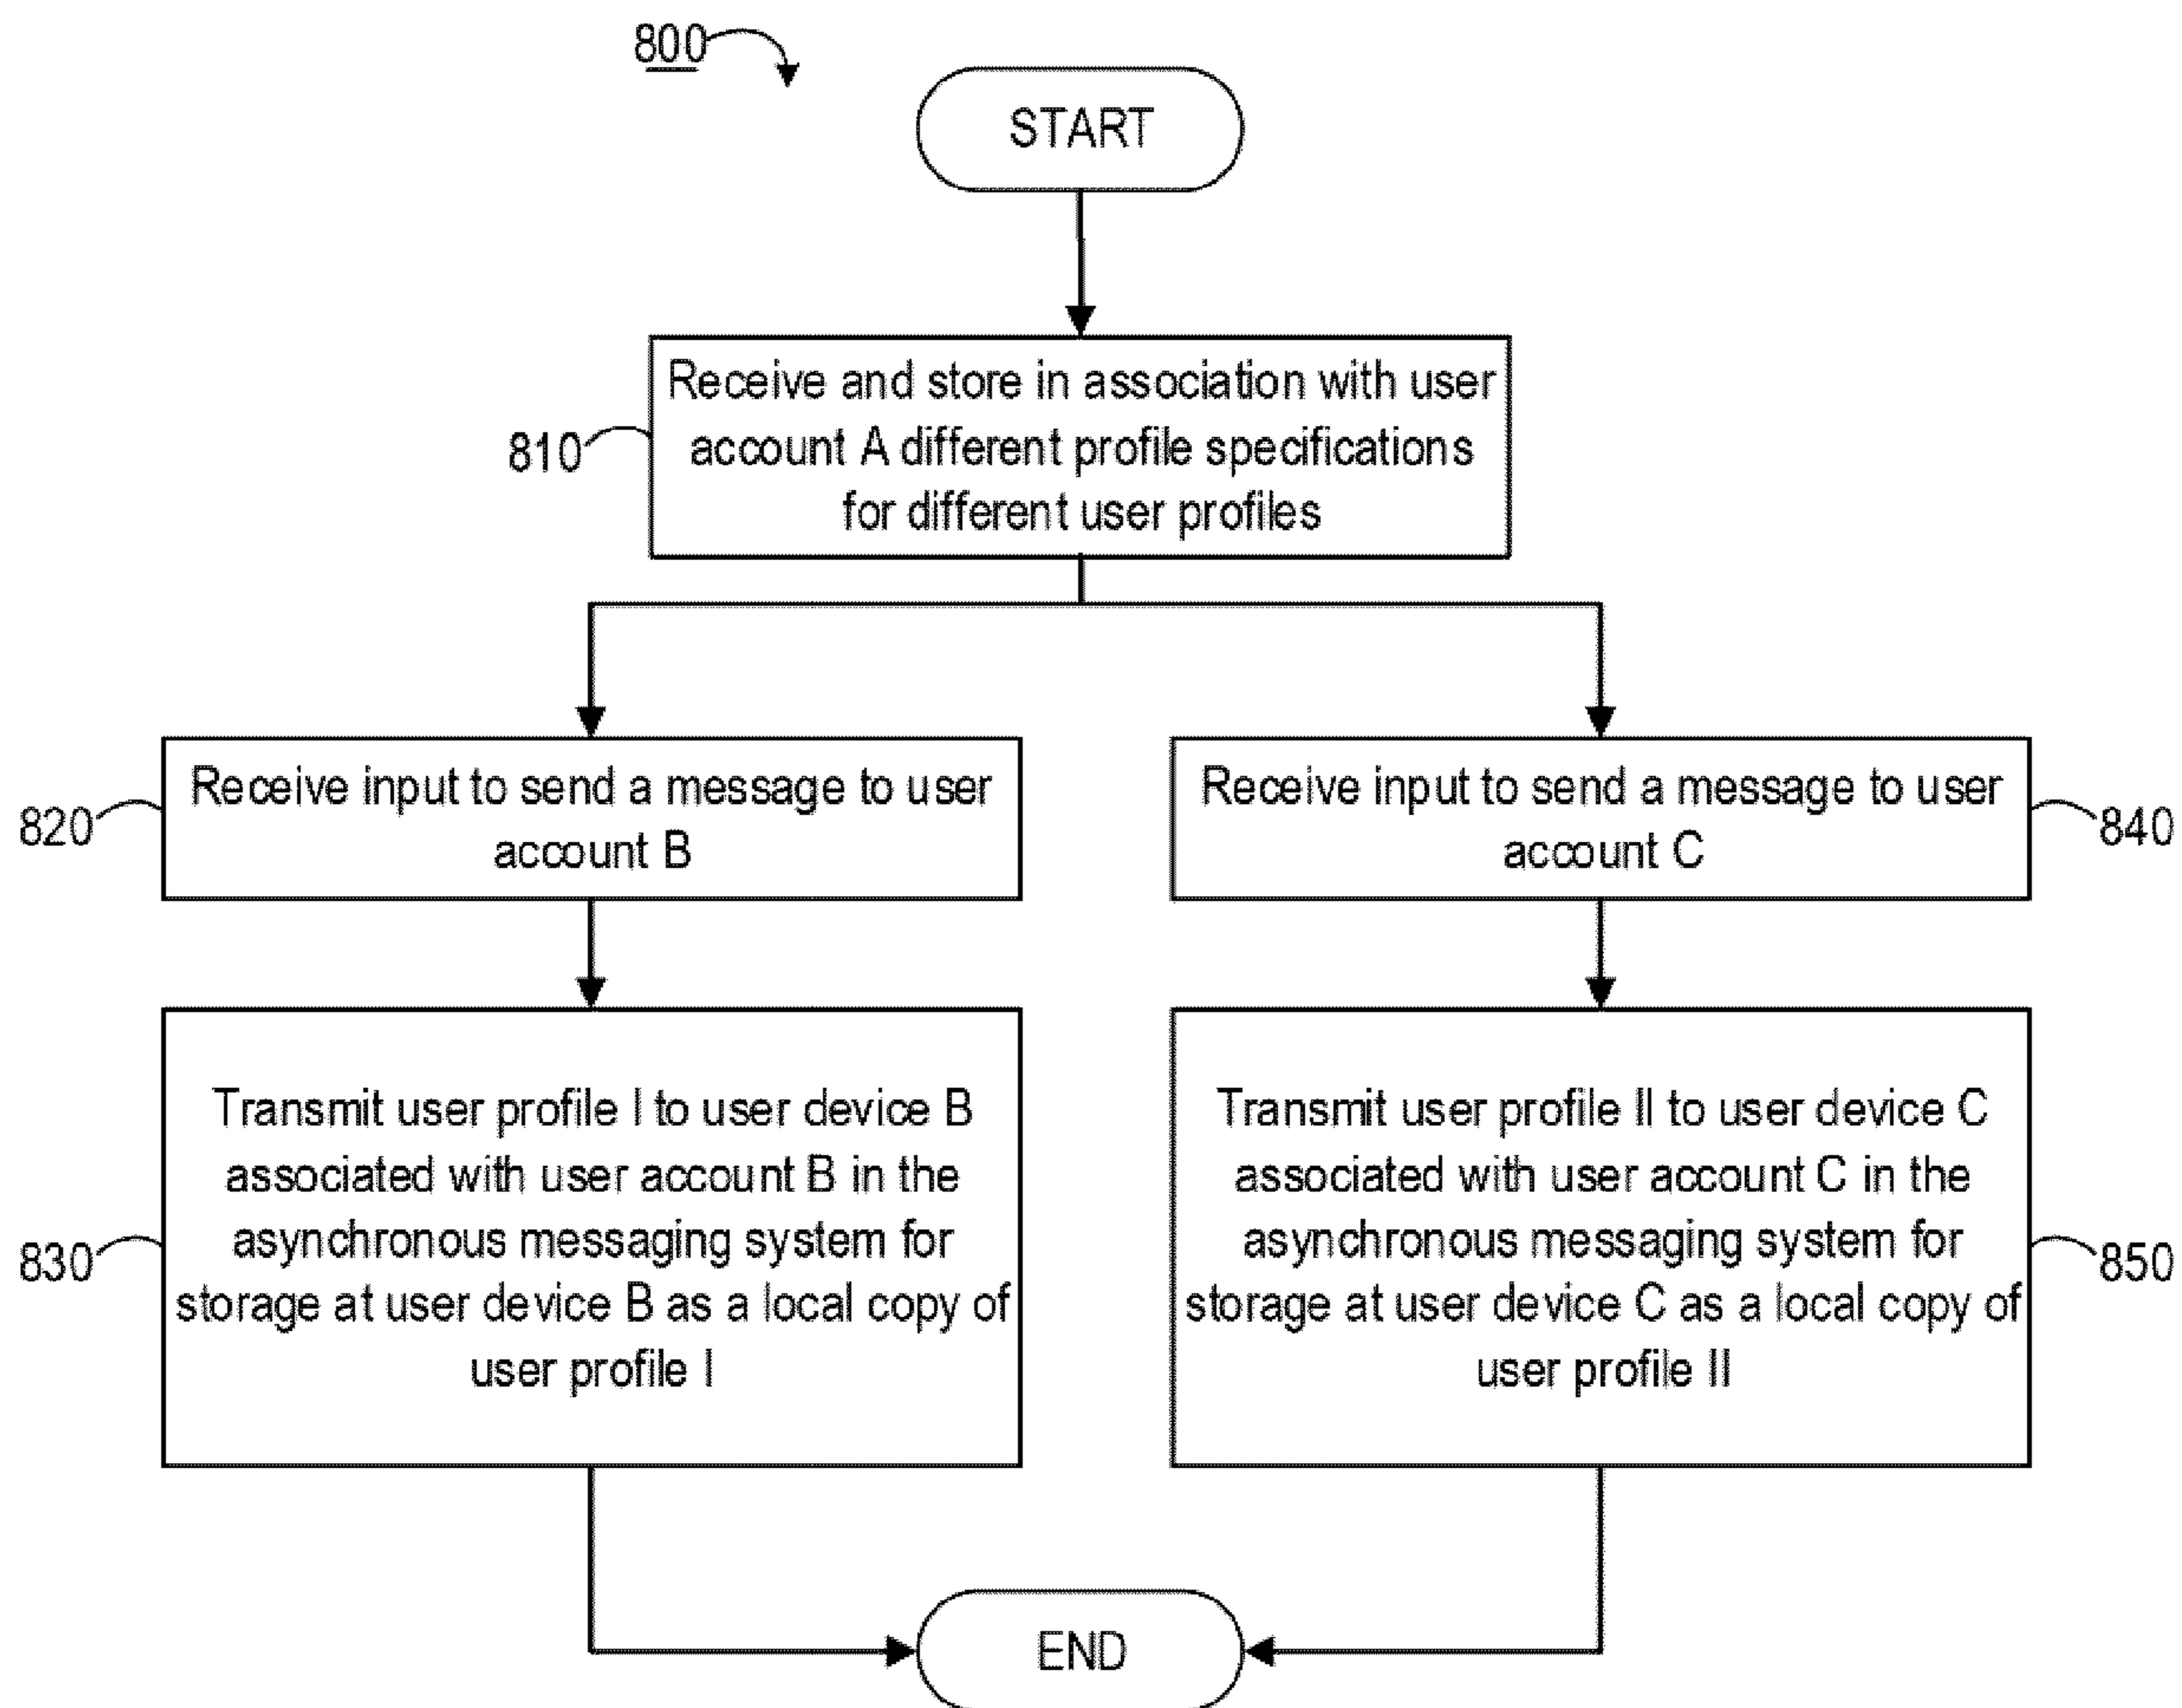 800
START
810
Receive and store in association with user
account A different profile specifications
for different user profiles
820
Receive input to send a message to user
account B
Receive input to send a message to user
account C
840
830
Transmit user profile I to user device B
associated with user account B in the
asynchronous messaging system for
storage at user device B as a local copy of
user profile I
Transmit user profile II to user device C
associated with user account C in the
asynchronous messaging system for
storage at user device C as a local copy of
user profile II
850
END